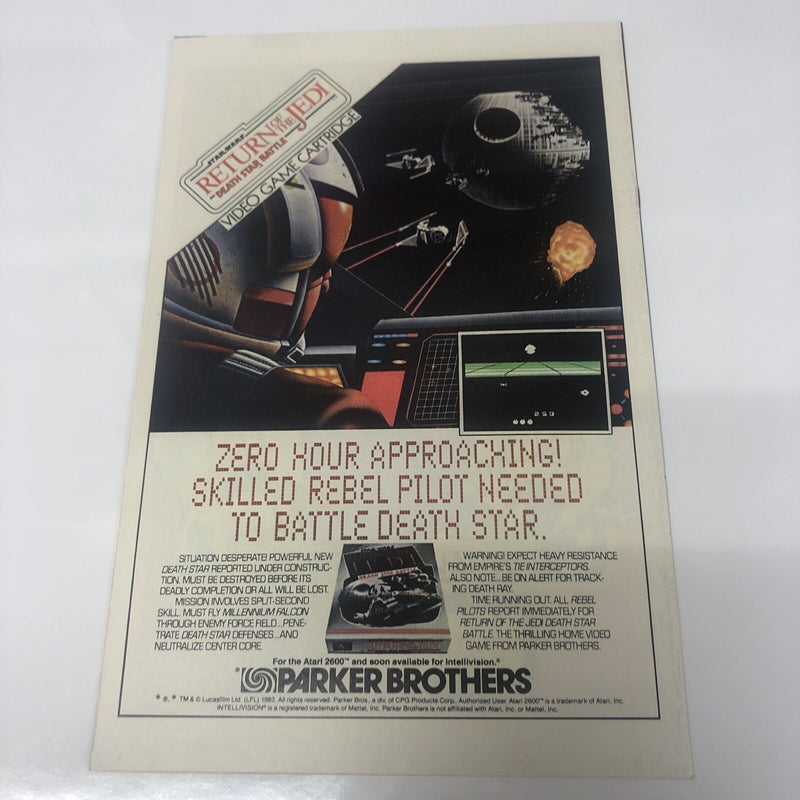 STAR WARS
RETURN OF THE JEDI
DEATH STAR BATTLE
VIDEO GAME CARTRIDGE
250
ZERO HOUR APPROACHING!
SKILLED REBEL PILOT NEEDED
TO BATTLE DEATH STAR.
SITUATION DESPERATE! POWERFUL NEW
DEATH STAR REPORTED UNDER CONSTRUC-
TION. MUST BE DESTROYED BEFORE ITS
DEADLY COMPLETION OR ALL WILL BE LOST.
MISSION INVOLVES SPLIT-SECOND
SKILL. MUST FLY MILLENNIUM FALCON
THROUGH ENEMY FORCE FIELD...PENE-
TRATE DEATH STAR DEFENSES...AND
NEUTRALIZE CENTER CORE.
STAR WARS
DEATH STAR BATTLE
WARNING! EXPECT HEAVY RESISTANCE
FROM EMPIRE'S TIE INTERCEPTORS.
ALSO NOTE...BE ON ALERT FOR TRACK-
ING DEATH RAY.
TIME RUNNING OUT. ALL REBEL
PILOTS REPORT IMMEDIATELY FOR
RETURN OF THE JEDI DEATH STAR
BATTLE. THE THRILLING HOME VIDEO
GAME FROM PARKER BROTHERS.
For the Atari 2600™ and soon available for Intellivision.®
PARKER BROTHERS
* ®, * TM & © Lucasfilm Ltd. (LFL) 1983. All rights reserved. Parker Bros., a div. of CPG Products Corp., Authorized User. Atari 2600™ is a trademark of Atari, Inc.
INTELLIVISION® is a registered trademark of Mattel, Inc. Parker Brothers is not affiliated with Atari, Inc. or Mattel, Inc.